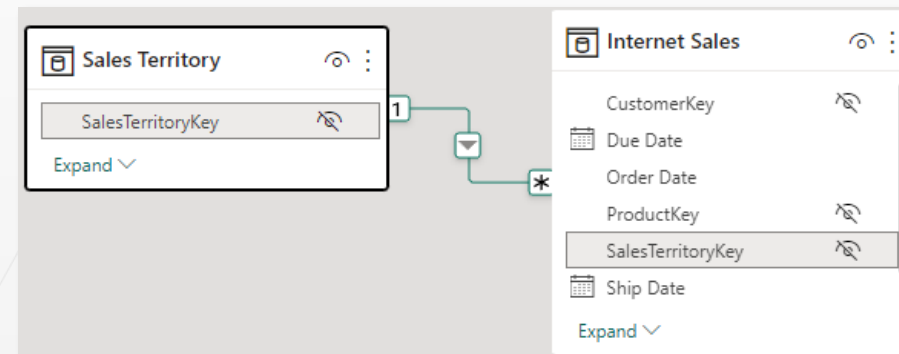 Sales Territory
SalesTerritoryKey
Expand
1
*
Internet Sales
CustomerKey
Due Date
Order Date
ProductKey
SalesTerritoryKey
Ship Date
Expand